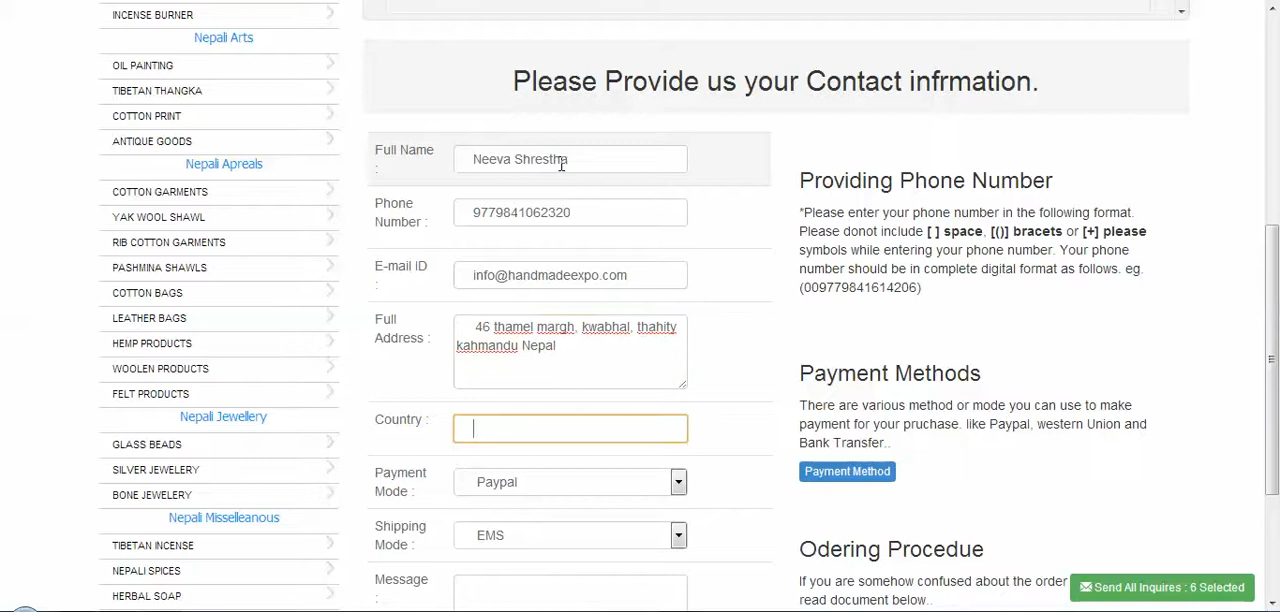 INCENSE BURNER
Nepali Arts
OIL PAINTING
TIBETAN THANGKA
COTTON PRINT
ANTIQUE GOODS
Nepali Apreals
COTTON GARMENTS
YAK WOOL SHAWL
RIB COTTON GARMENTS
PASHMINA SHAWLS
COTTON BAGS
LEATHER BAGS
HEMP PRODUCTS
WOOLEN PRODUCTS
FELT PRODUCTS
Nepali Jewellery
GLASS BEADS
SILVER JEWELERY
BONE JEWELERY
Nepali Misselleanous
TIBETAN INCENSE
NEPALI SPICES
HERBAL SOAP
Please Provide us your Contact infrmation.
Full Name : Neeva Shrestha
Phone Number : 9779841062320
E-mail ID : info@handmadeexpo.com
Full Address : 46 thamel margh, kwabhal, thahity
kahmandu Nepal
Country :
Payment Mode : Paypal
Shipping Mode : EMS
Message :
Providing Phone Number
*Please enter your phone number in the following format.
Please donot include [ ] space, [()] bracets or [+] please
symbols while entering your phone number. Your phone
number should be in complete digital format as follows. eg.
(009779841614206)
Payment Methods
There are various method or mode you can use to make
payment for your pruchase. like Paypal, western Union and
Bank Transfer..
Payment Method
Odering Procedue
If you are somehow confused about the order
read document below..
Send All Inquires : 6 Selected